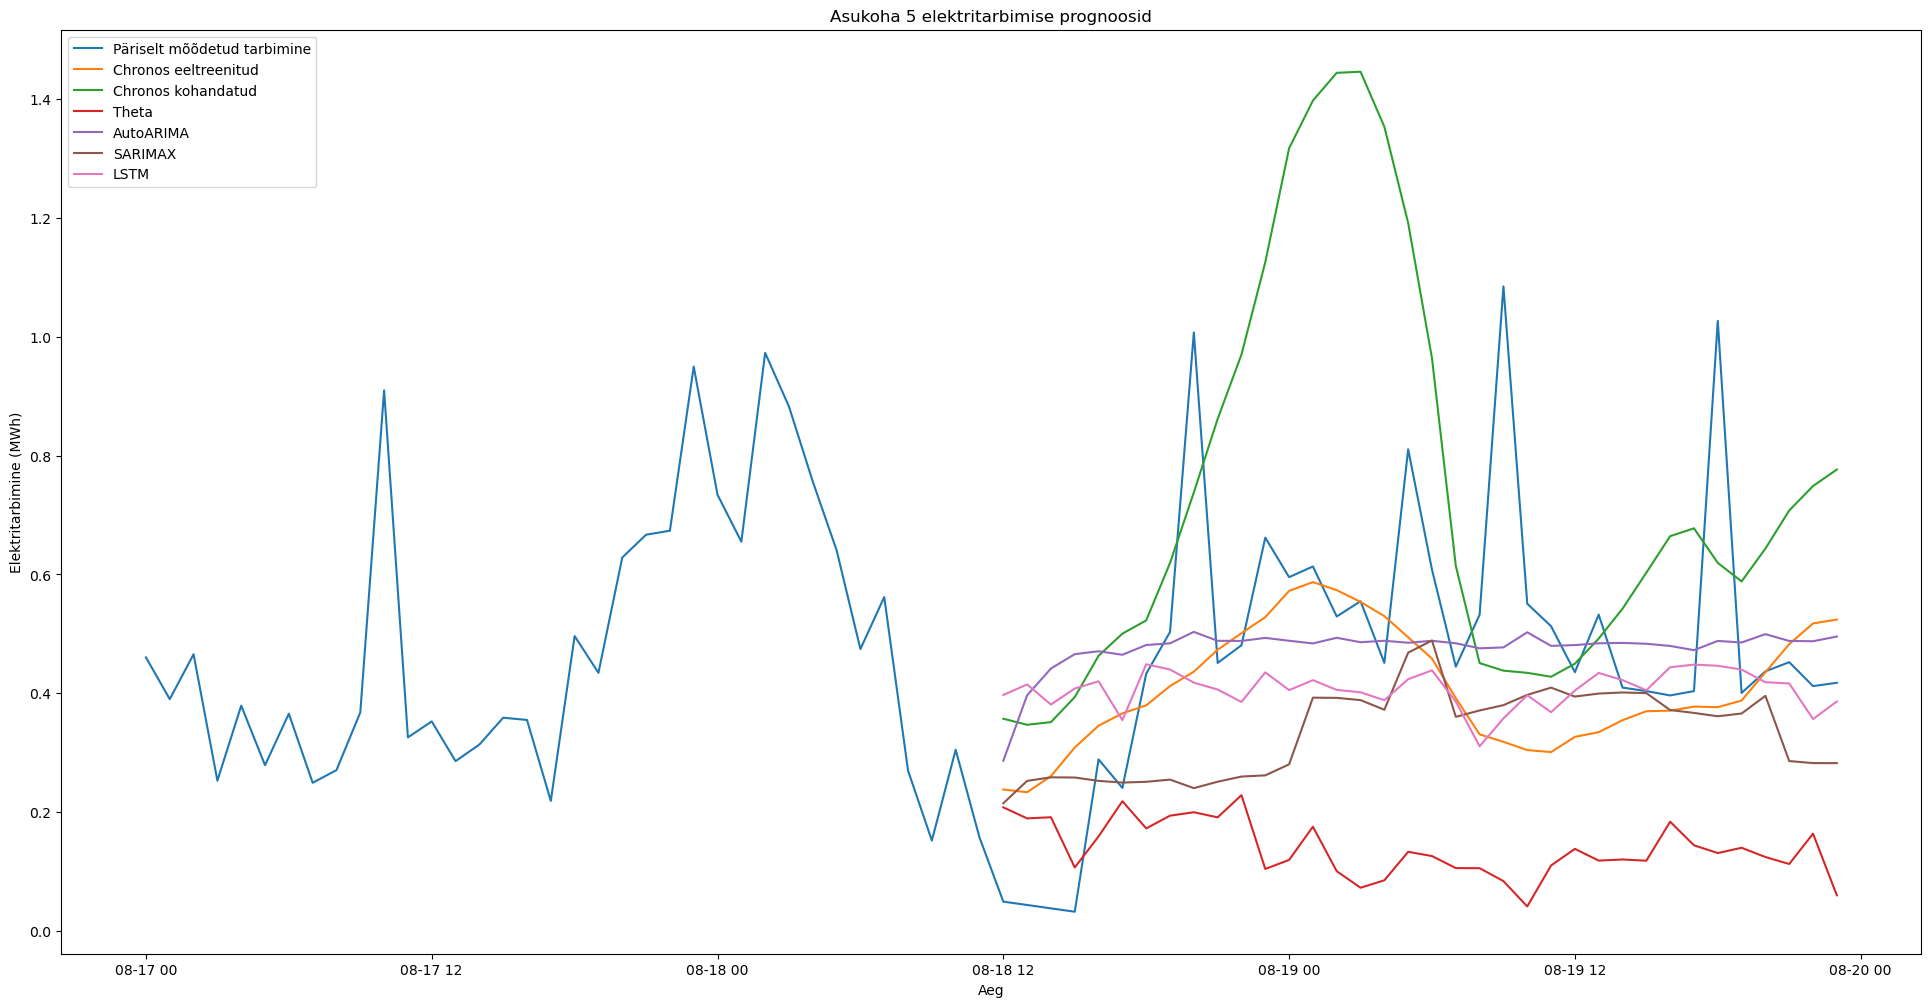 Asukoha 5 elektritarbimise prognoosid
Päriselt mõõdetud tarbimine
Chronos eeltreenitud
Chronos kohandatud
Theta
AutoARIMA
SARIMAX
LSTM
Elektritarbimine (MWh)
1.4
1.2
1.0
0.8
0.6
0.4
0.2
0.0
08-17 00
08-17 12
08-18 00
08-18 12
08-19 00
08-19 12
08-20 00
Aeg